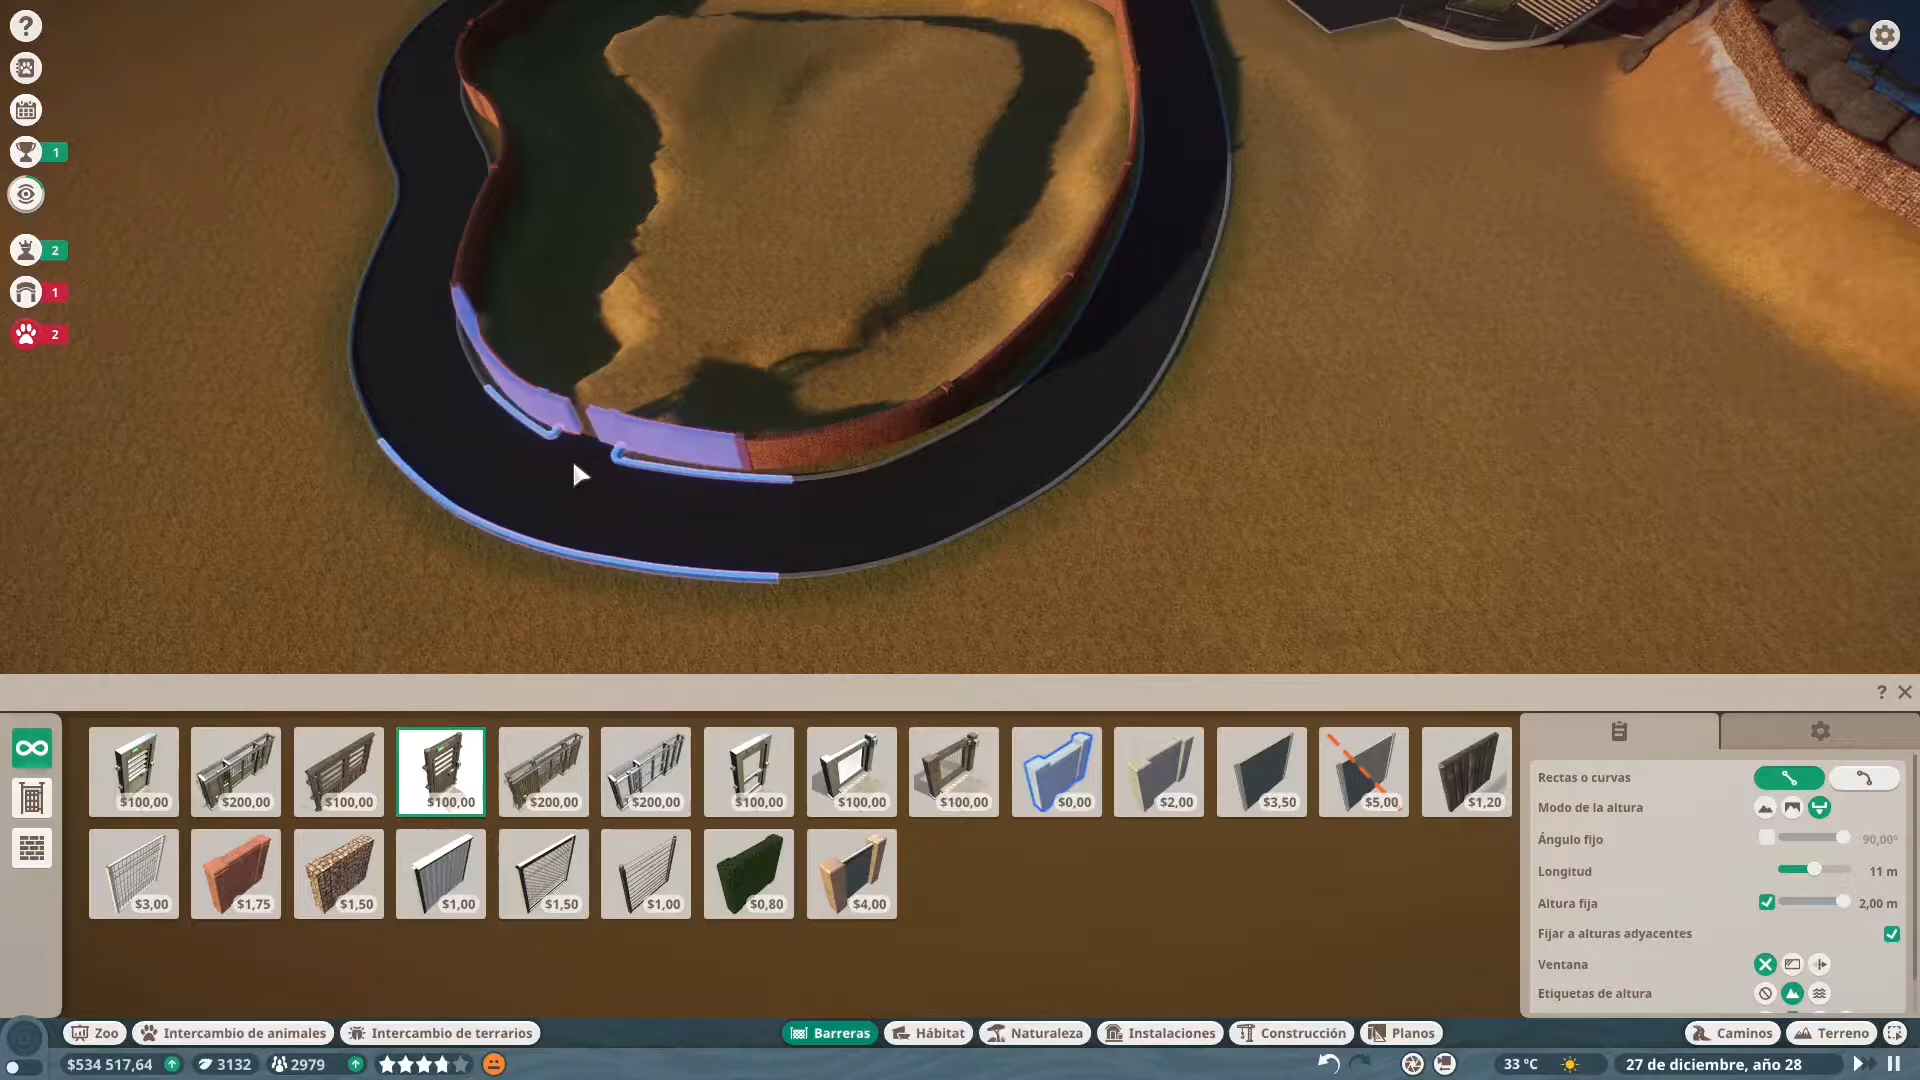 ?
1
2
1
2
?
$100,00
$200,00
$100,00
$100,00
$200,00
$200,00
$100,00
$100,00
$100,00
$0,00
$2,00
$3,50
$5,00
$1,20
$3,00
$1,75
$1,50
$1,00
$1,50
$1,00
$0,80
$4,00
Rectas o curvas
Modo de la altura
Ángulo fijo 90,00º
Longitud 11 m
Altura fija 2,00 m
Fijar a alturas adyacentes
Ventana
Etiquetas de altura
Zoo Intercambio de animales Intercambio de terrarios Barreras Hábitat Naturaleza Instalaciones Construcción Planos Caminos Terreno
$534 517,64 3132 2979 33 ºC 27 de diciembre, año 28